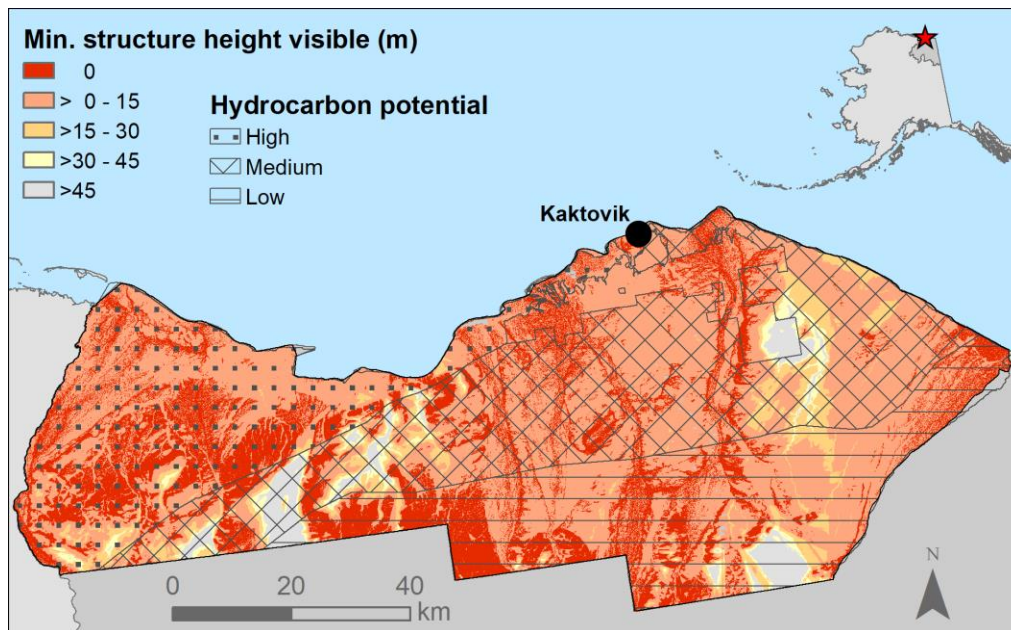 Min. structure height visible (m)
0
> 0 - 15
>15 - 30
>30 - 45
>45
Hydrocarbon potential
High
Medium
Low
Kaktovik
N
0 20 40
km